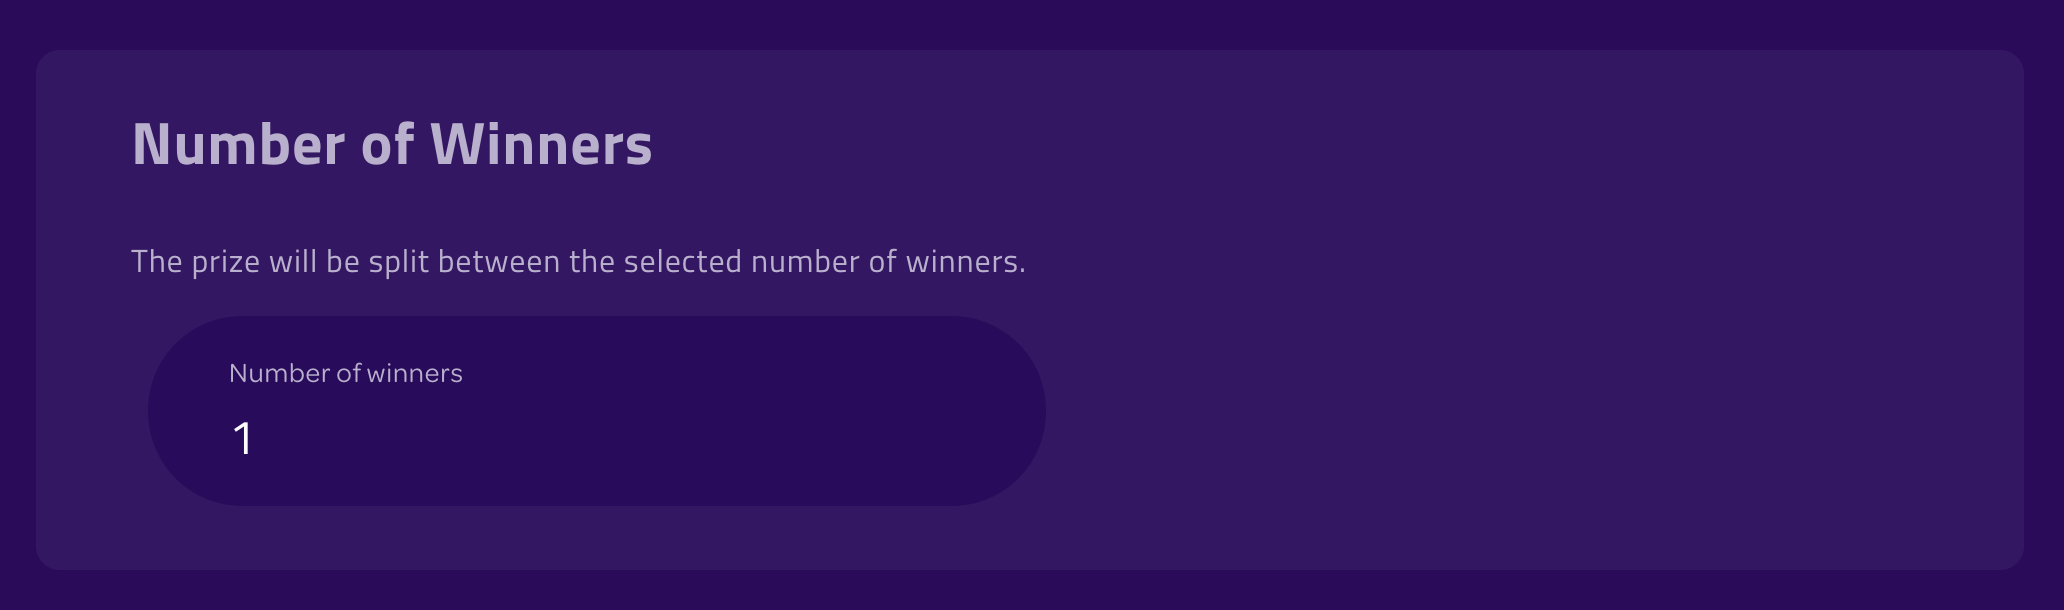 Number of Winners
The prize will be split between the selected number of winners.
Number of winners
1